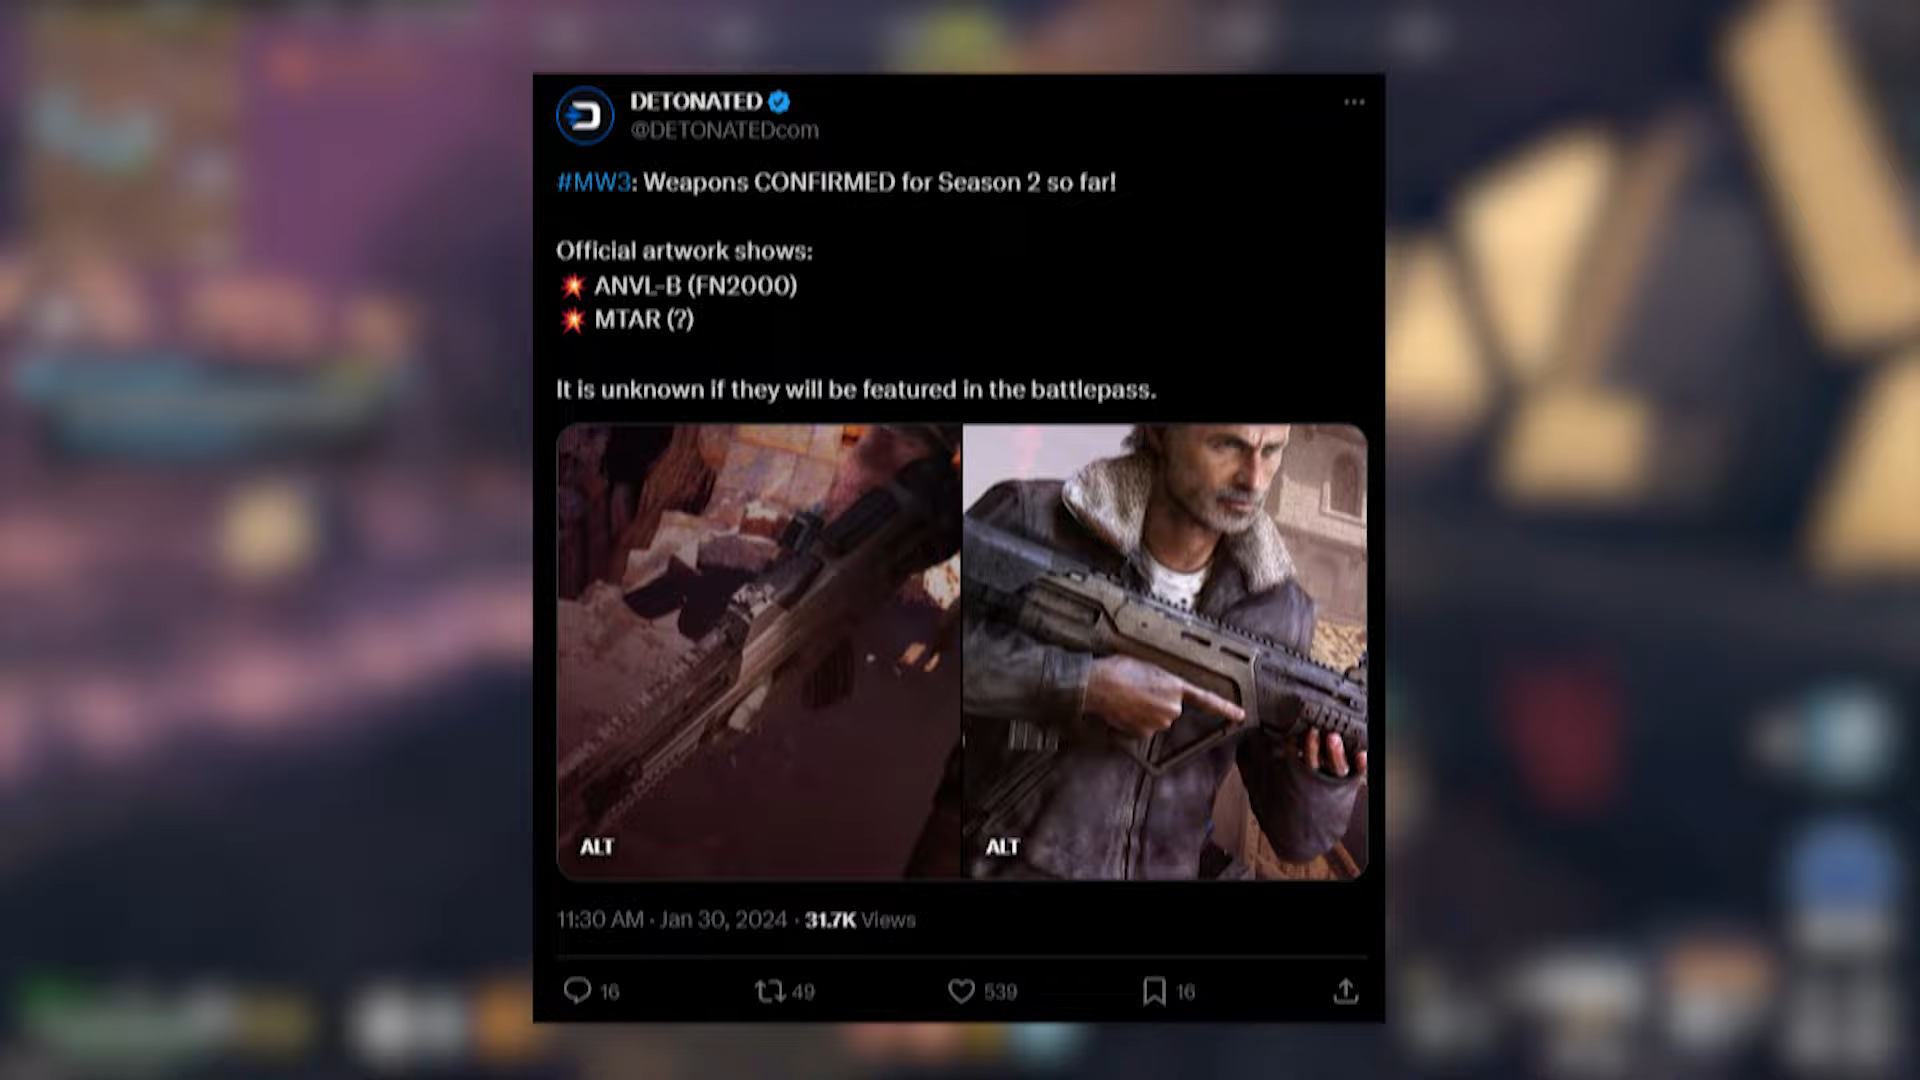 DETONATED
@DETONATEDcom
#MW3: Weapons CONFIRMED for Season 2 so far!
Official artwork shows:
💥 ANVL-B (FN2000)
💥 MTAR (?)
It is unknown if they will be featured in the battlepass.
ALT
ALT
11:30 AM · Jan 30, 2024 · 31.7K Views
16 49 539 16